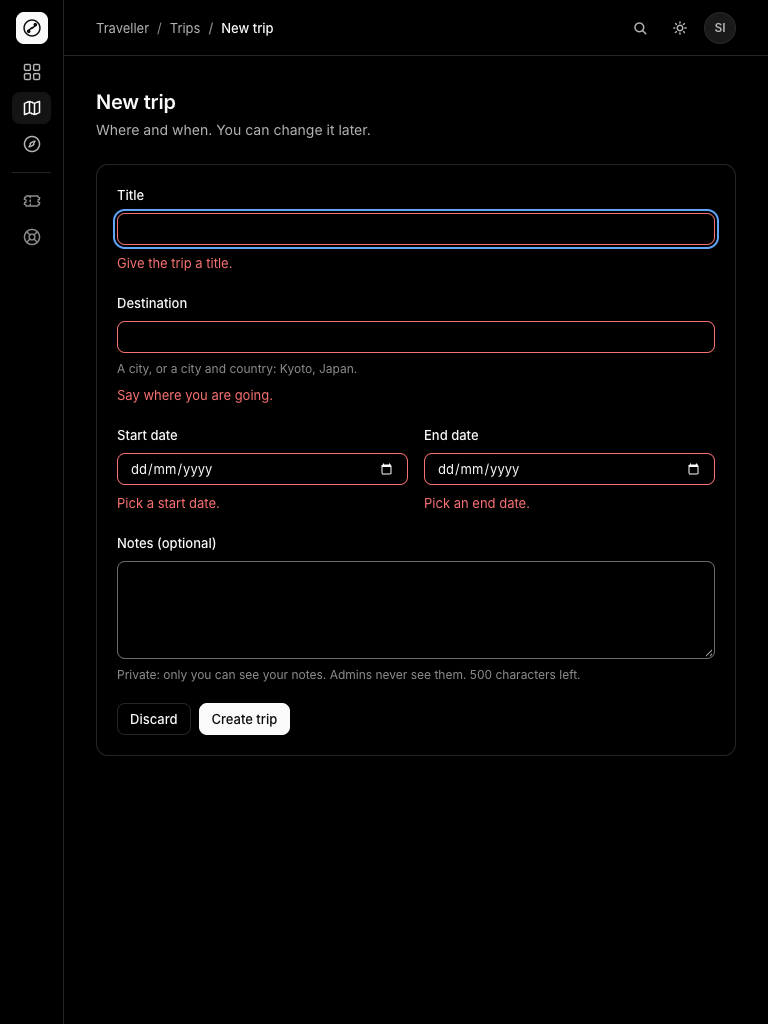 Traveller / Trips / New trip
SI
New trip
Where and when. You can change it later.
Title
Give the trip a title.
Destination
A city, or a city and country: Kyoto, Japan.
Say where you are going.
Start date End date
dd/mm/yyyy dd/mm/yyyy
Pick a start date. Pick an end date.
Notes (optional)
Private: only you can see your notes. Admins never see them. 500 characters left.
Discard Create trip